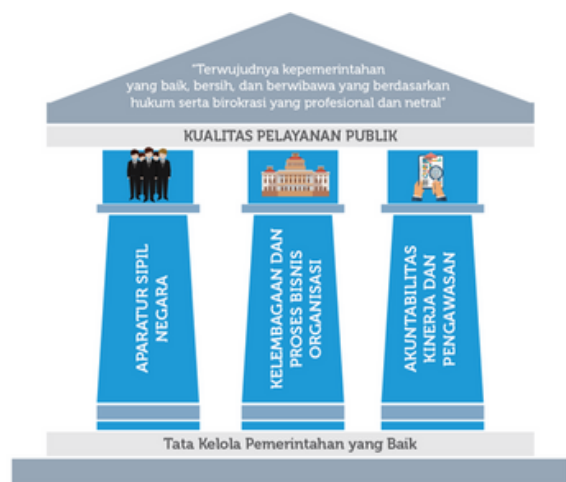 “Terwujudnya kepemerintahan
yang baik, bersih, dan berwibawa yang berdasarkan
hukum serta birokrasi yang profesional dan netral”
KUALITAS PELAYANAN PUBLIK
APARATUR SIPIL
NEGARA
KELEMBAGAAN DAN
PROSES BISNIS
ORGANISASI
AKUNTABILITAS
KINERJA DAN
PENGAWASAN
Tata Kelola Pemerintahan yang Baik